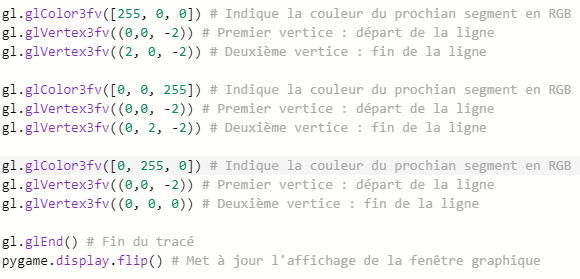 gl.glColor3fv([255, 0, 0]) # Indique la couleur du prochian segment en RGB
gl.glVertex3fv((0,0, -2)) # Premier vertice : départ de la ligne
gl.glVertex3fv((2, 0, -2)) # Deuxième vertice : fin de la ligne
gl.glColor3fv([0, 0, 255]) # Indique la couleur du prochian segment en RGB
gl.glVertex3fv((0,0, -2)) # Premier vertice : départ de la ligne
gl.glVertex3fv((0, 2, -2)) # Deuxième vertice : fin de la ligne
gl.glColor3fv([0, 255, 0]) # Indique la couleur du prochian segment en RGB
gl.glVertex3fv((0,0, -2)) # Premier vertice : départ de la ligne
gl.glVertex3fv((0, 0, 0)) # Deuxième vertice : fin de la ligne
gl.glEnd() # Fin du tracé
pygame.display.flip() # Met à jour l'affichage de la fenêtre graphique